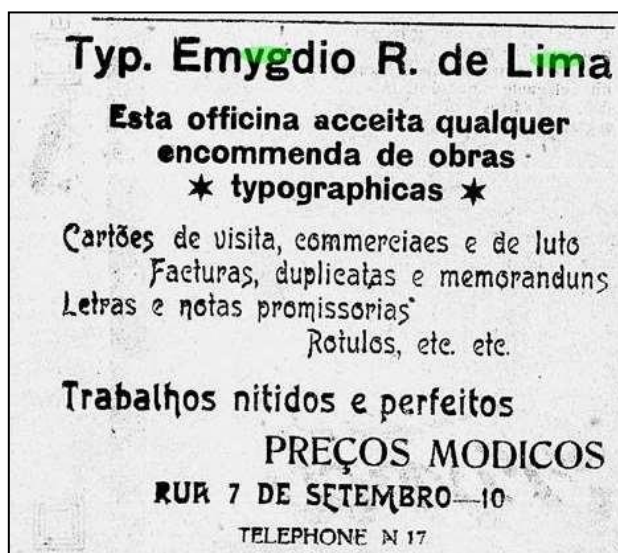 Typ. Emygdio R. de Lima
Esta officina acceita qualquer
encommenda de obras
✶ typographicas ✶
Cartões de visita, commerciaes e de luto
Facturas, duplicatas e memoranduns
Letras e notas promissorias
Rotulos, etc. etc.
Trabalhos nitidos e perfeitos
PREÇOS MODICOS
RUA 7 DE SETEMBRO—10
TELEPHONE N 17